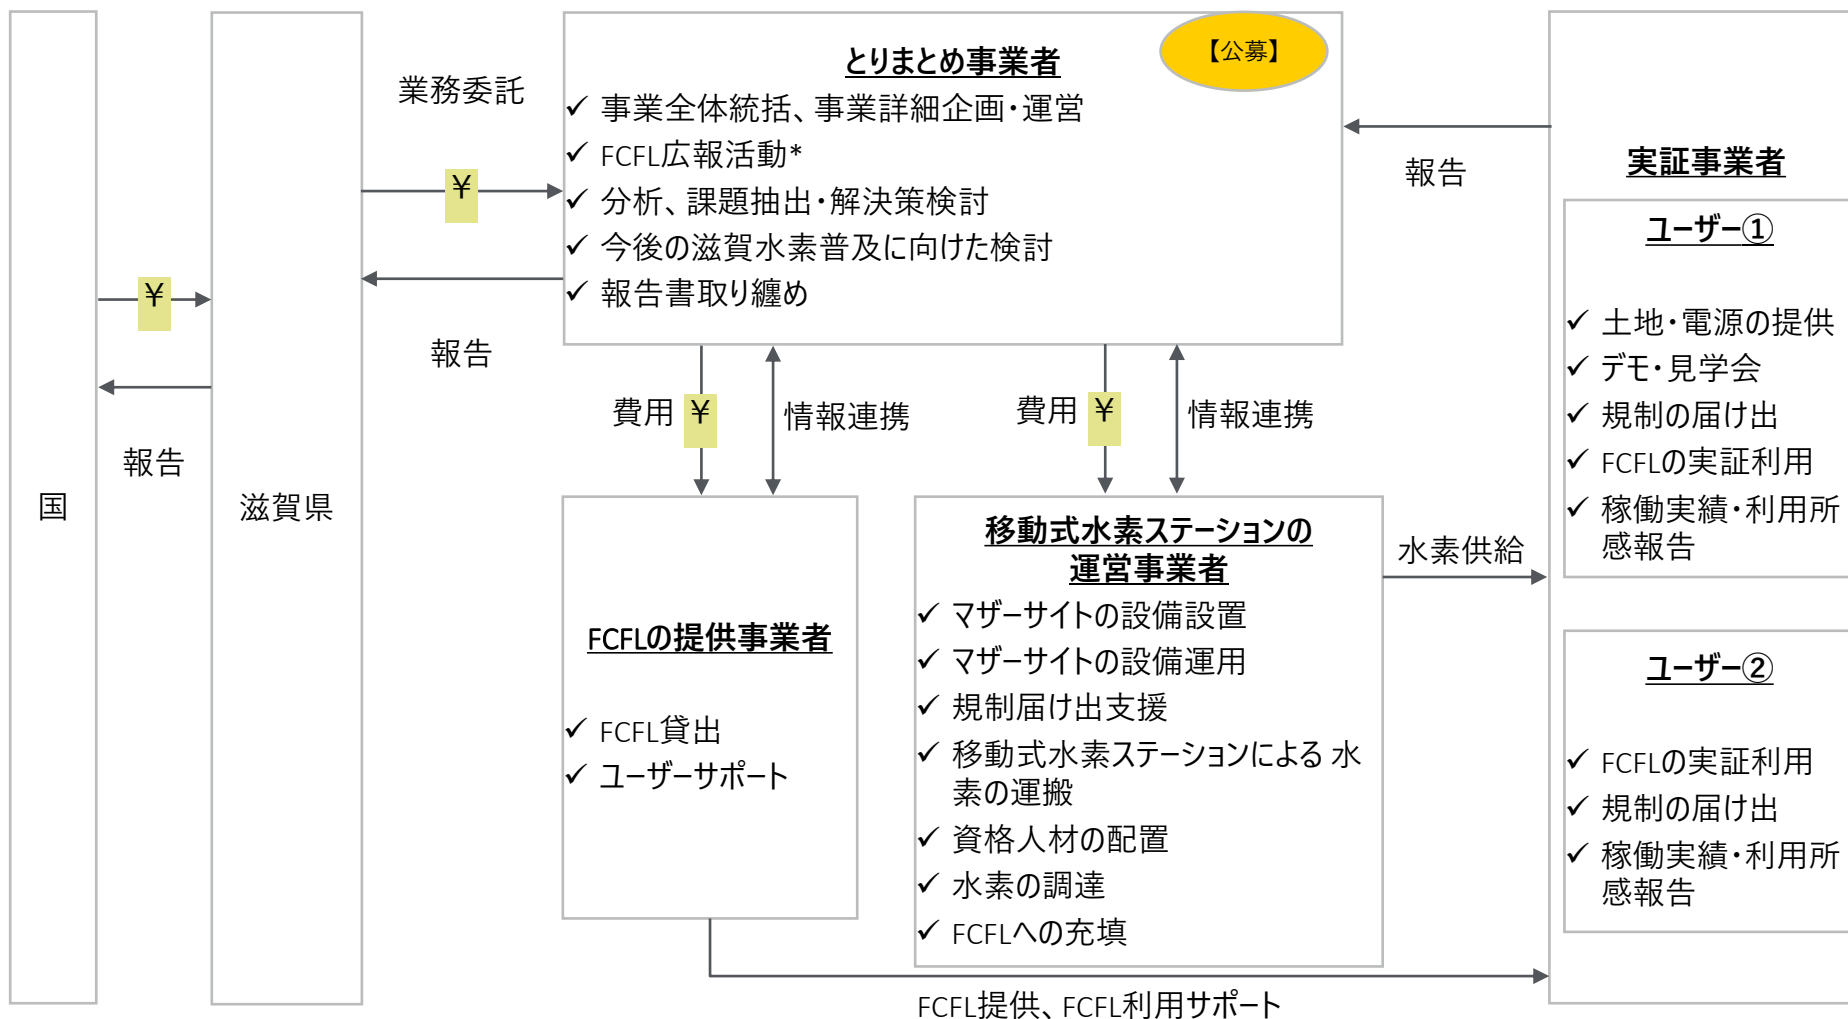 国
¥
報告
滋賀県
業務委託
¥
報告
とりまとめ事業者
【公募】
✓ 事業全体統括、事業詳細企画・運営
✓ FCFL広報活動*
✓ 分析、課題抽出・解決策検討
✓ 今後の滋賀水素普及に向けた検討
✓ 報告書取り纏め
費用 ¥
情報連携
費用 ¥
情報連携
FCFLの提供事業者
✓ FCFL貸出
✓ ユーザーサポート
移動式水素ステーションの
運営事業者
✓ マザーサイトの設備設置
✓ マザーサイトの設備運用
✓ 規制届け出支援
✓ 移動式水素ステーションによる 水
素の運搬
✓ 資格人材の配置
✓ 水素の調達
✓ FCFLへの充填
報告
水素供給
FCFL提供、FCFL利用サポート
実証事業者
ユーザー①
✓ 土地・電源の提供
✓ デモ・見学会
✓ 規制の届け出
✓ FCFLの実証利用
✓ 稼働実績・利用所
感報告
ユーザー②
✓ FCFLの実証利用
✓ 規制の届け出
✓ 稼働実績・利用所
感報告